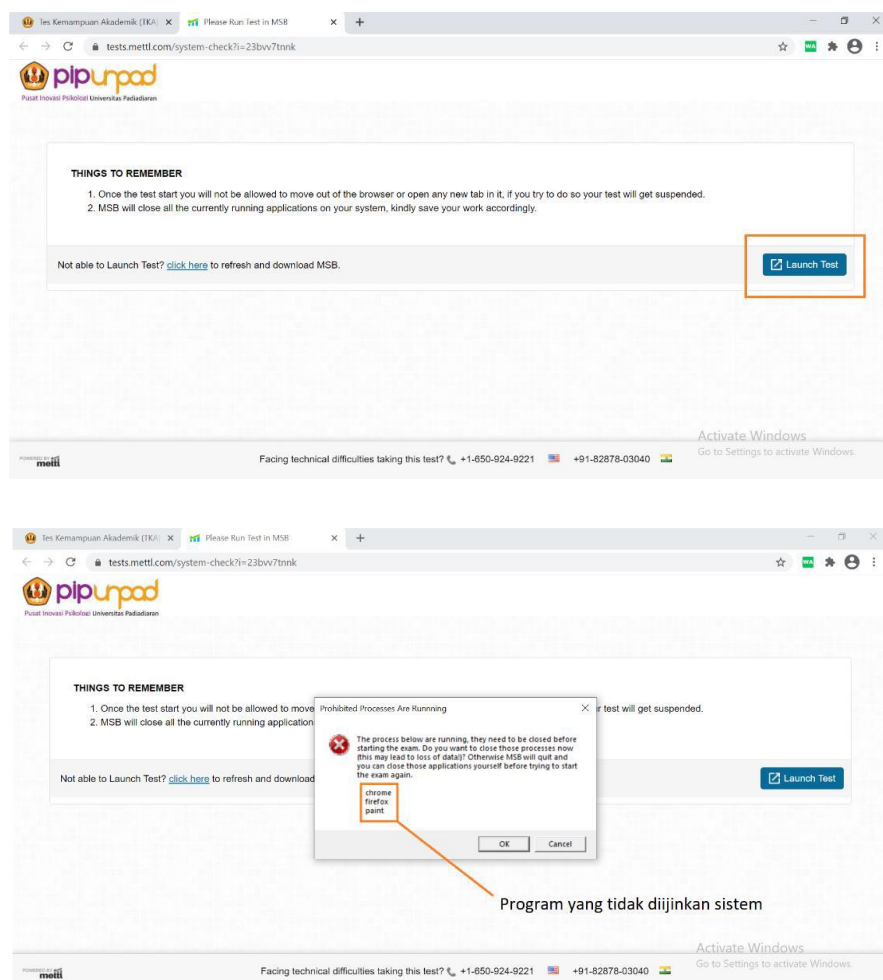 Tes Kemampuan Akademik (TKA)
Please Run Test in MSB
tests.mettl.com/system-check?i=23bvv7tnnk
WA
pipunpad
Pusat Inovasi Psikologi Universitas Padjadjaran
THINGS TO REMEMBER
1. Once the test start you will not be allowed to move out of the browser or open any new tab in it, if you try to do so your test will get suspended.
2. MSB will close all the currently running applications on your system, kindly save your work accordingly.
Not able to Launch Test? click here to refresh and download MSB.
Launch Test
Activate Windows
Go to Settings to activate Windows.
POWERED BY
mettl
Facing technical difficulties taking this test? +1-650-924-9221 +91-82878-03040
Tes Kemampuan Akademik (TKA)
Please Run Test in MSB
tests.mettl.com/system-check?i=23bvv7tnnk
WA
pipunpad
Pusat Inovasi Psikologi Universitas Padjadjaran
THINGS TO REMEMBER
1. Once the test start you will not be allowed to move
r test will get suspended.
2. MSB will close all the currently running application
Prohibited Processes Are Runnning
The process below are running, they need to be closed before
starting the exam. Do you want to close those processes now
(this may lead to loss of data)? Otherwise MSB will quit and
you can close those applications yourself before trying to start
the exam again.
chrome
firefox
paint
OK Cancel
Not able to Launch Test? click here to refresh and download
Launch Test
Program yang tidak diijinkan sistem
Activate Windows
Go to Settings to activate Windows.
POWERED BY
mettl
Facing technical difficulties taking this test? +1-650-924-9221 +91-82878-03040